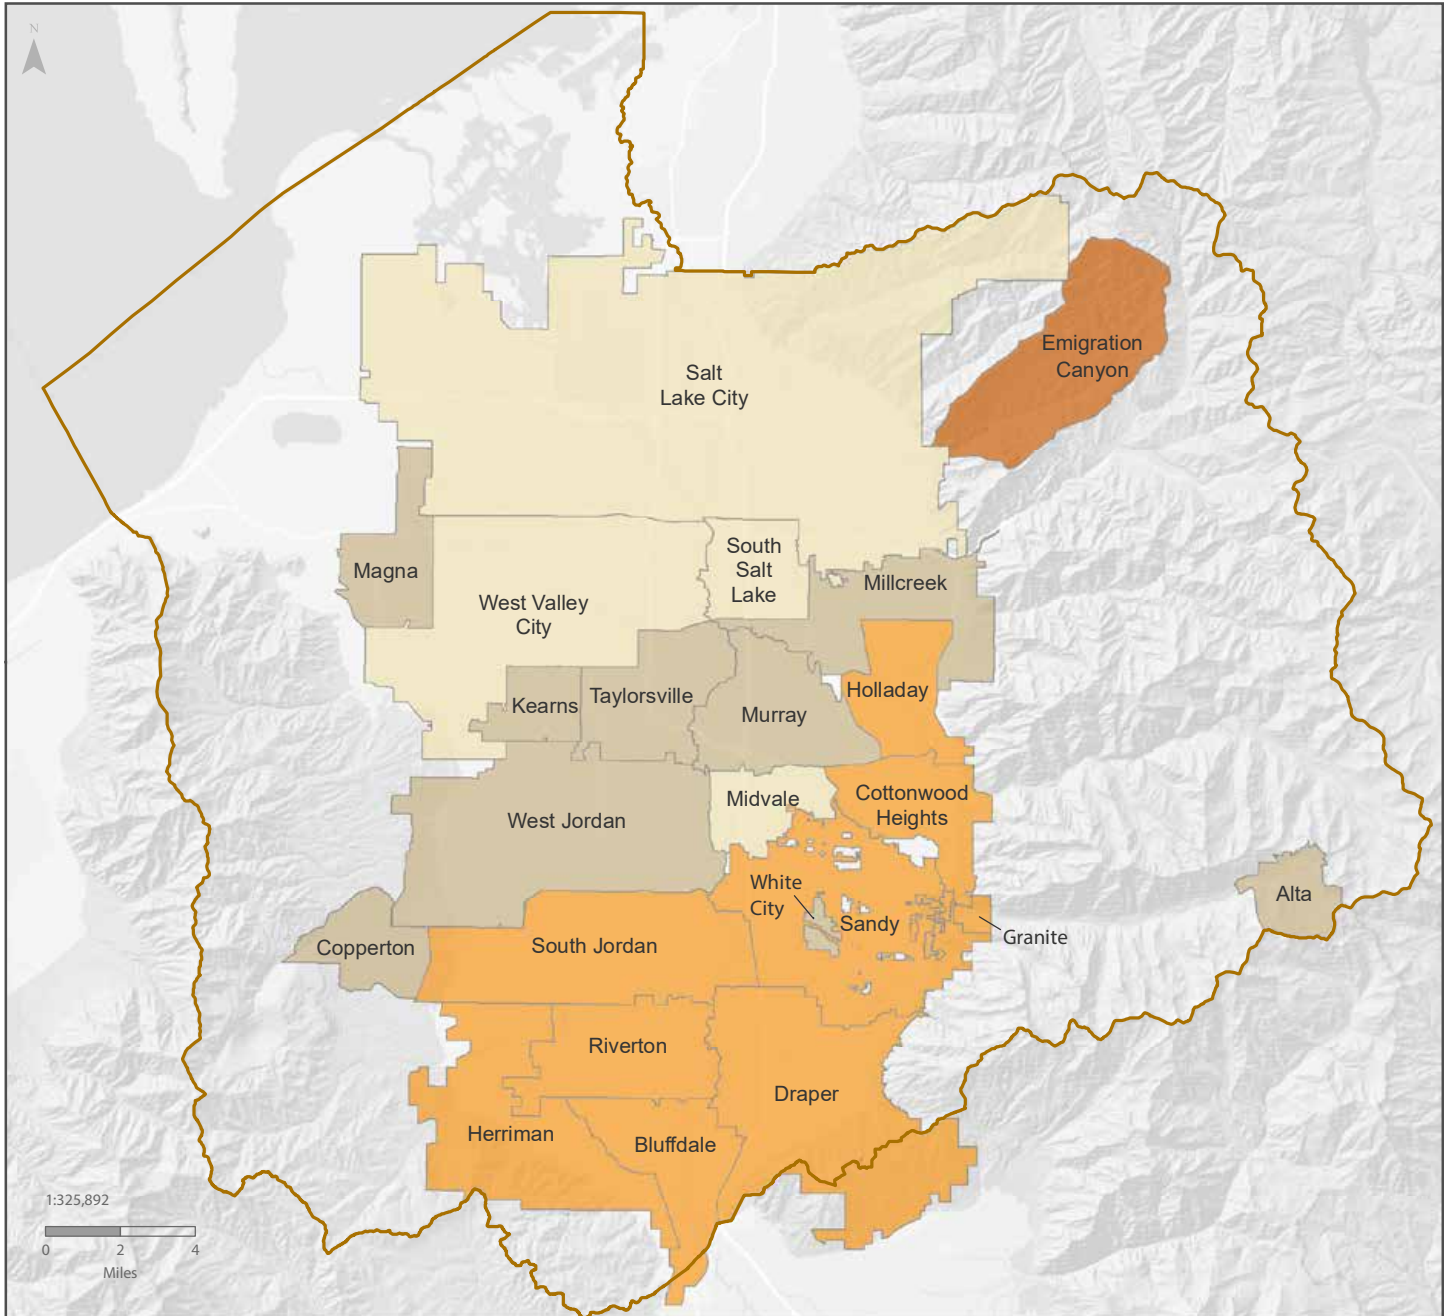 N
Emigration
Canyon
Salt
Lake City
South
Salt
Lake
Magna
Millcreek
West Valley
City
Holladay
Taylorsville
Kearns
Murray
Cottonwood
Heights
Midvale
West Jordan
White
City
Alta
Sandy
Granite
South Jordan
Copperton
Riverton
Draper
Herriman
Bluffdale
1:325,892
0 2 4
Miles